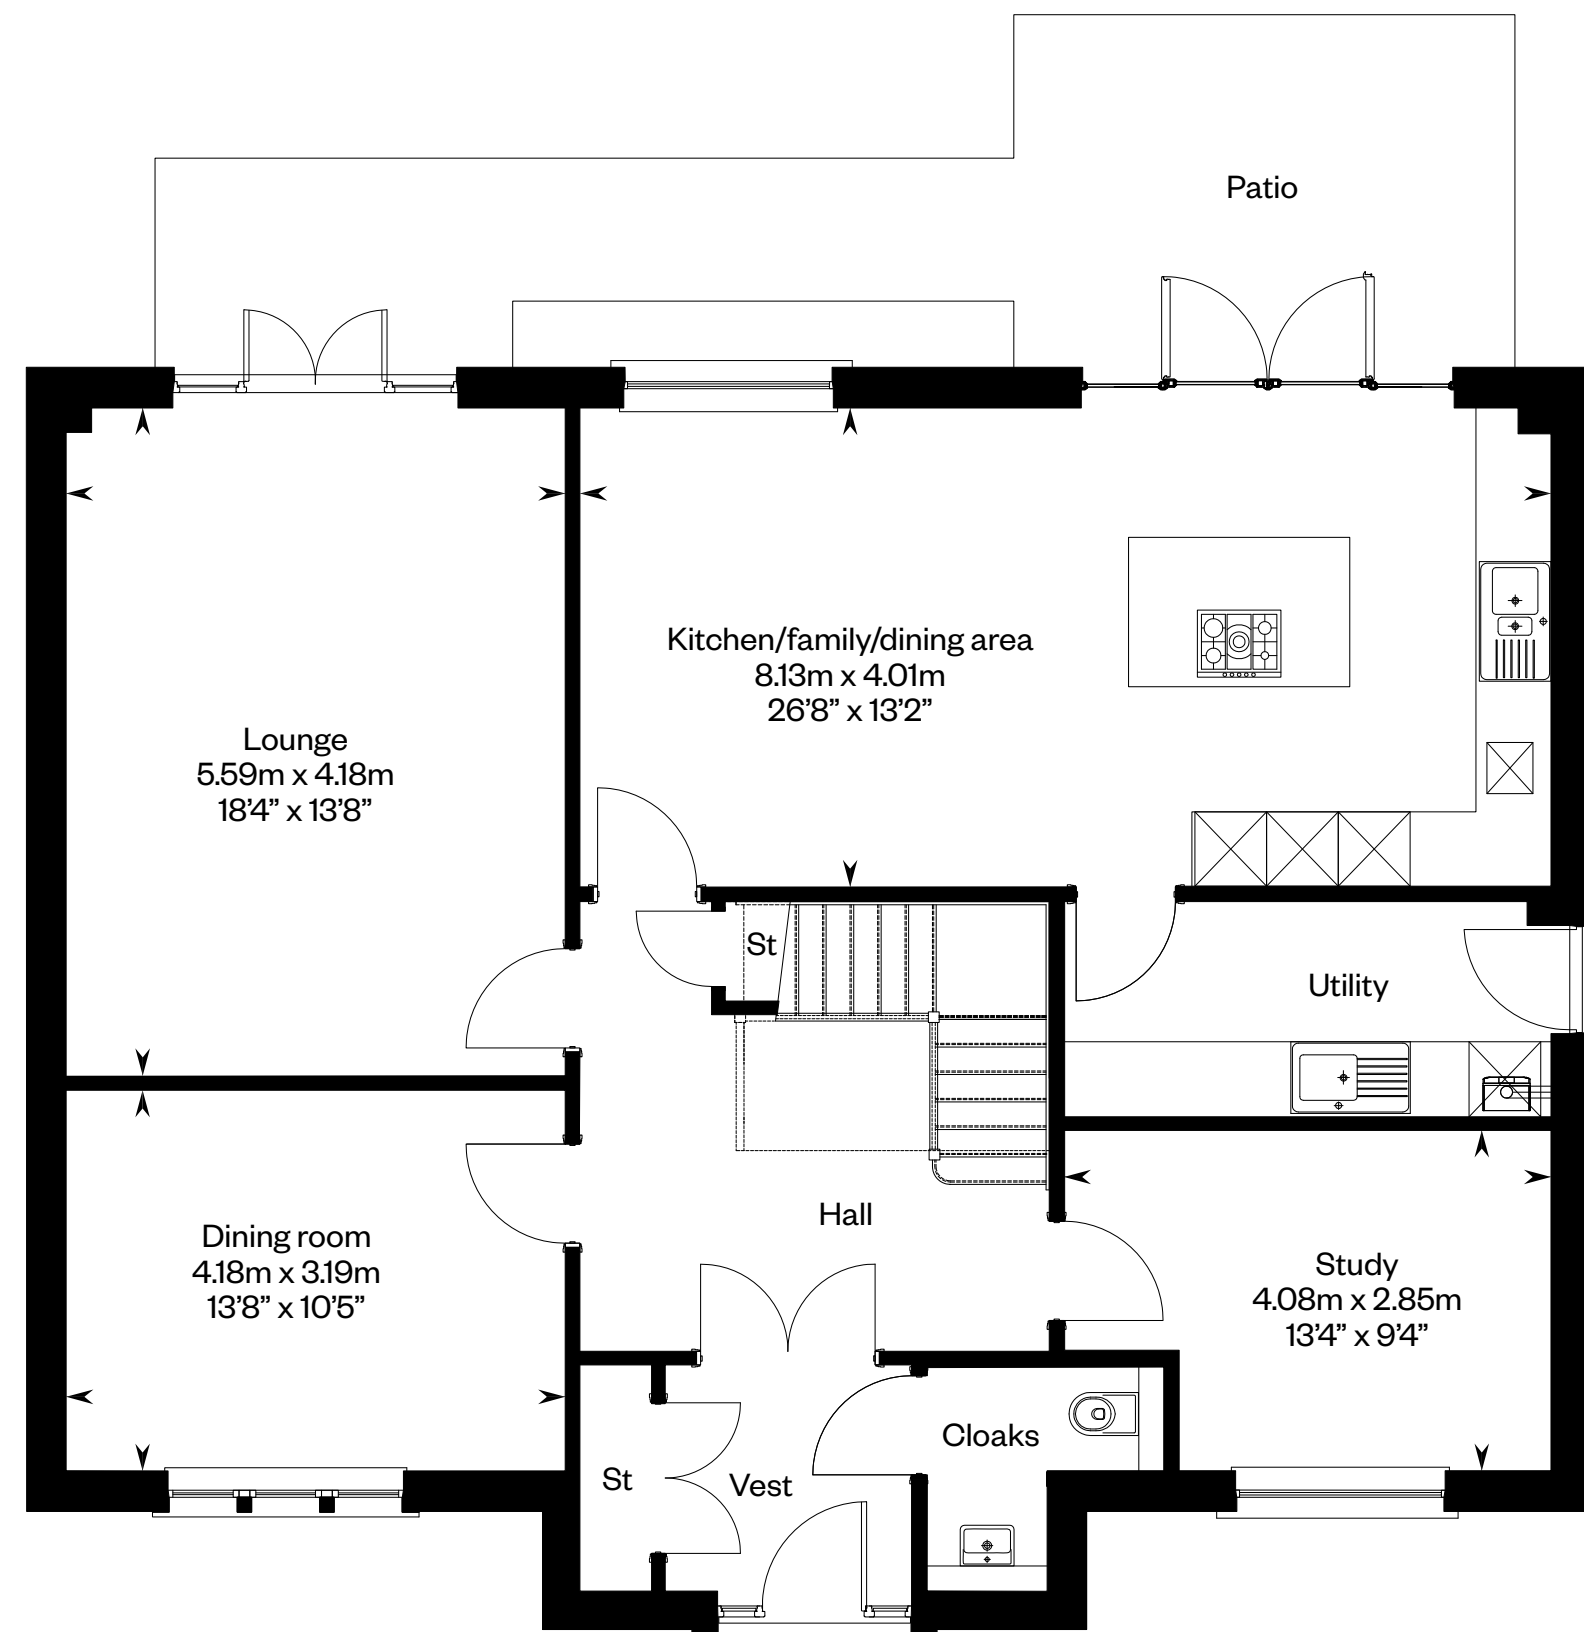 Patio
Kitchen/family/dining area
8.13m x 4.01m
26’8” x 13’2”
Lounge
5.59m x 4.18m
18’4” x 13’8”
St
Utility
Hall
Dining room
4.18m x 3.19m
13’8” x 10’5”
Study
4.08m x 2.85m
13’4” x 9’4”
Cloaks
St
Vest